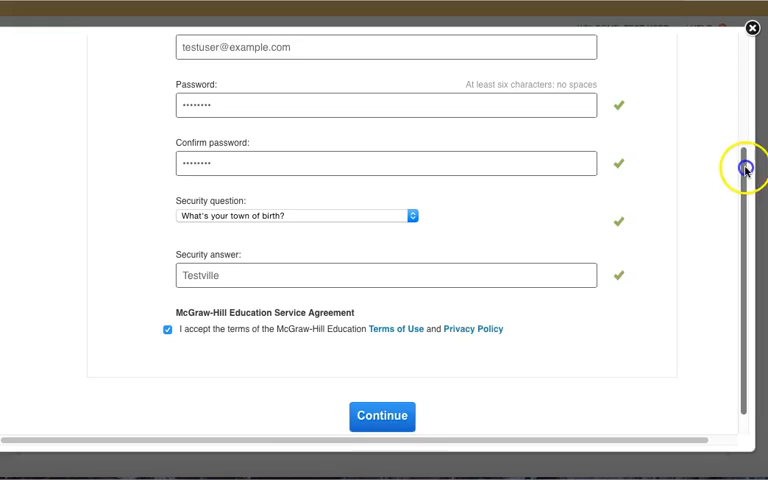 testuser@example.com
Password: At least six characters: no spaces
••••••••
Confirm password:
••••••••
Security question:
What's your town of birth?
Security answer:
Testville
McGraw-Hill Education Service Agreement
I accept the terms of the McGraw-Hill Education Terms of Use and Privacy Policy
Continue